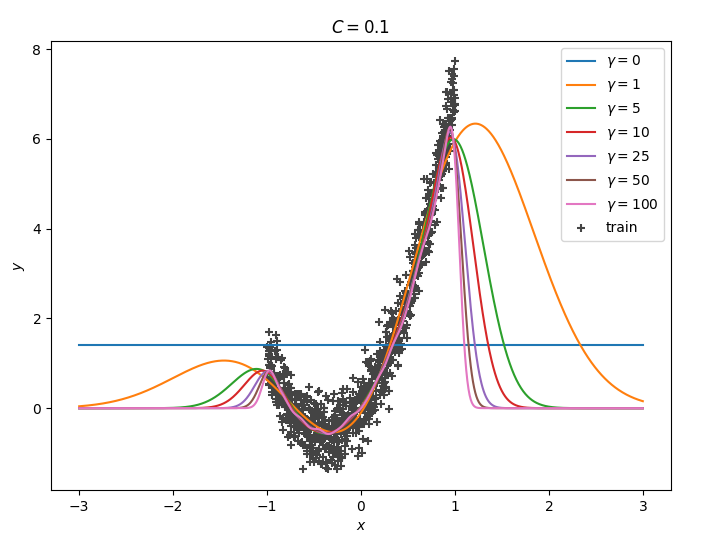 C = 0.1
8
6
4
2
0
y
−3
−2
−1
0
1
2
3
x
γ = 0
γ = 1
γ = 5
γ = 10
γ = 25
γ = 50
γ = 100
train